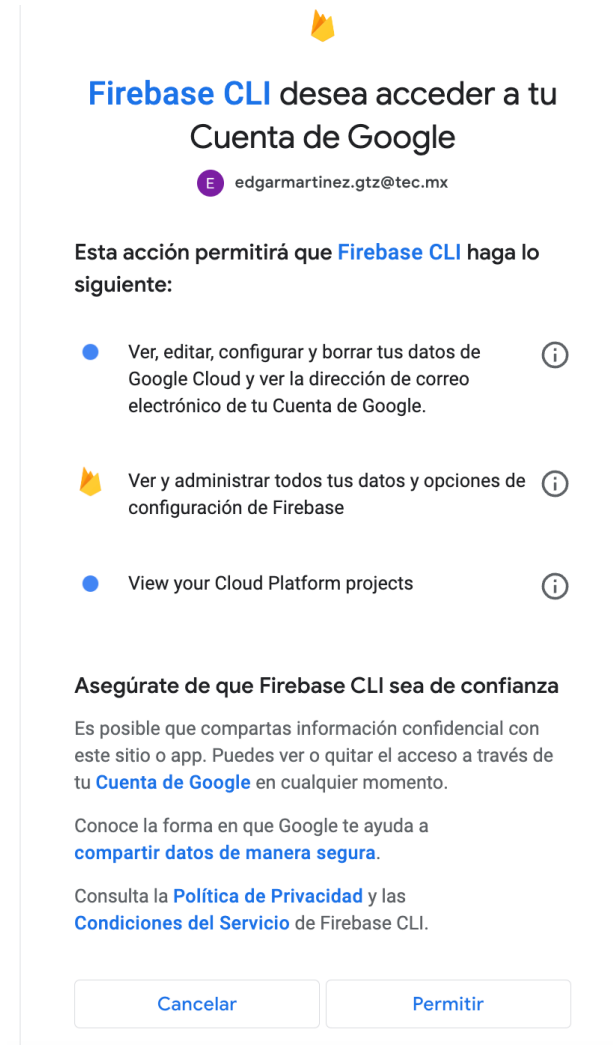 Firebase CLI desea acceder a tu
Cuenta de Google
E edgarmartinez.gtz@tec.mx
Esta acción permitirá que Firebase CLI haga lo
siguiente:
Ver, editar, configurar y borrar tus datos de
Google Cloud y ver la dirección de correo
electrónico de tu Cuenta de Google.
Ver y administrar todos tus datos y opciones de
configuración de Firebase
View your Cloud Platform projects
Asegúrate de que Firebase CLI sea de confianza
Es posible que compartas información confidencial con
este sitio o app. Puedes ver o quitar el acceso a través de
tu Cuenta de Google en cualquier momento.
Conoce la forma en que Google te ayuda a
compartir datos de manera segura.
Consulta la Política de Privacidad y las
Condiciones del Servicio de Firebase CLI.
Cancelar Permitir